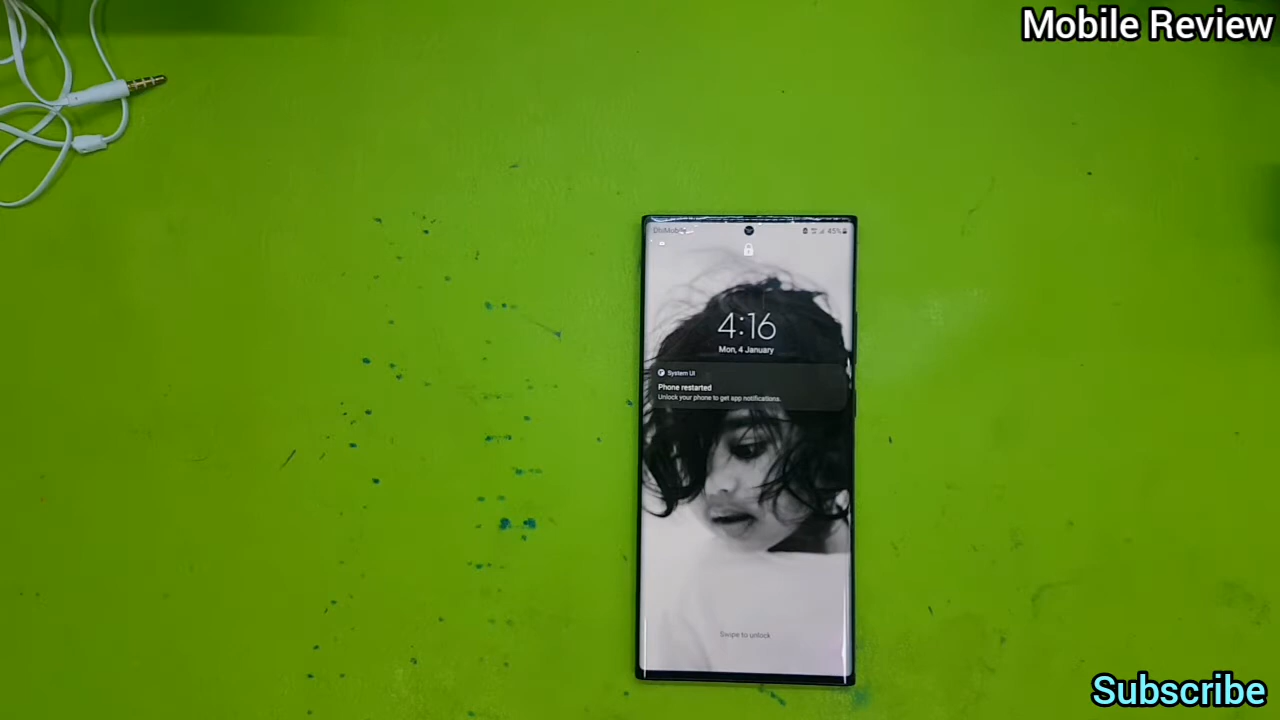 Mobile Review
45%
4:16
Mon, 4 January
System UI
Phone restarted
Unlock your phone to get app notifications.
Swipe to unlock
Subscribe